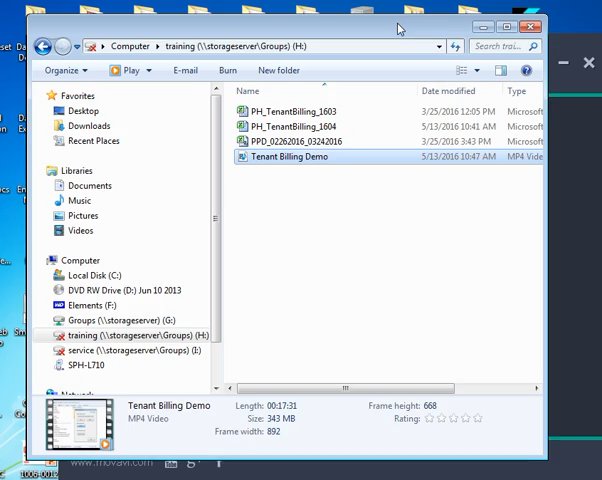 Computer ▸ training (\\storageserver\Groups) (H:)
Search traini...
Organize
Play
E-mail
Burn
New folder
Favorites
Desktop
Downloads
Recent Places
Libraries
Documents
Music
Pictures
Videos
Computer
Local Disk (C:)
DVD RW Drive (D:) Jun 10 2013
Elements (F:)
Groups (\\storageserver) (G:)
training (\\storageserver\Groups) (H:)
service (\\storageserver\Groups) (I:)
SPH-L710
Name Date modified Type
PH_TenantBilling_1603 3/25/2016 12:05 PM Microsof
PH_TenantBilling_1604 5/13/2016 10:41 AM Microsof
PPD_02262016_03242016 3/25/2016 3:43 PM Microsof
Tenant Billing Demo 5/13/2016 10:47 AM MP4 Vide
Tenant Billing Demo
MP4 Video
Length: 00:17:31
Size: 343 MB
Frame width: 892
Frame height: 668
Rating:
www.movavi.com